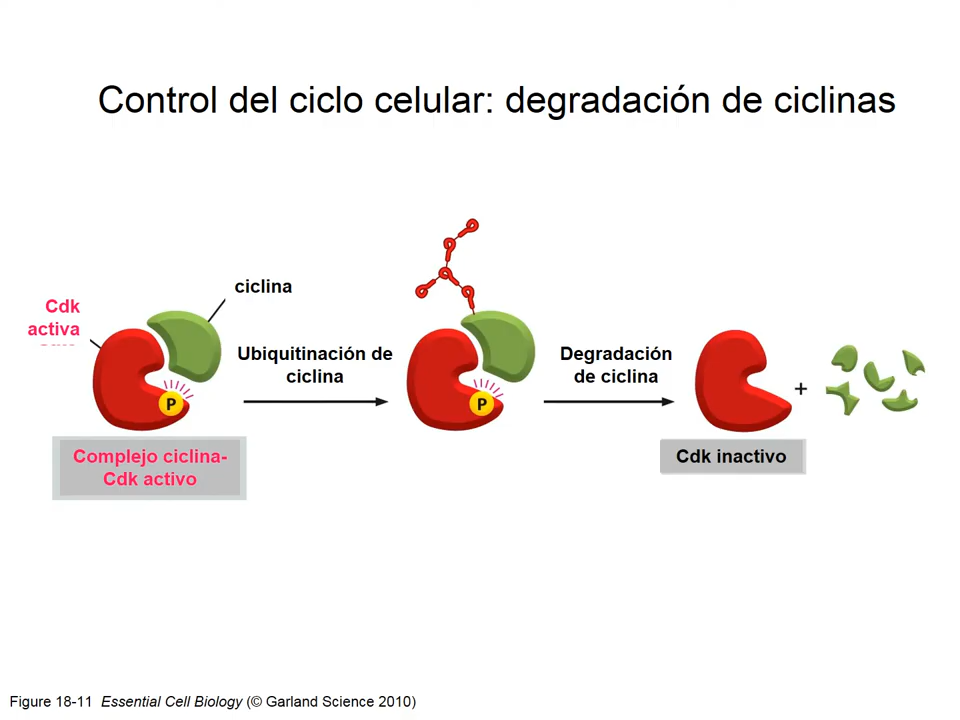 Control del ciclo celular: degradación de ciclinas
ciclina
Cdk
activa
Ubiquitinación de
ciclina
Degradación
de ciclina
P
P
+
Complejo ciclina-
Cdk activo
Cdk inactivo
Figure 18-11 Essential Cell Biology (© Garland Science 2010)